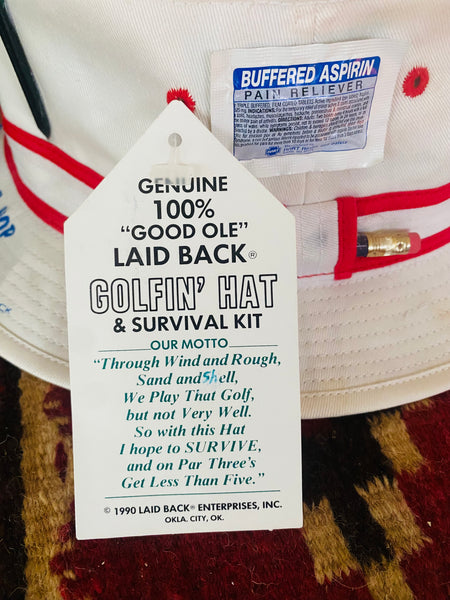 BUFFERED ASPIRIN
PAIN RELIEVER
GENUINE
100%
"GOOD OLE"
LAID BACK®
GOLFIN' HAT
& SURVIVAL KIT
OUR MOTTO
"Through Wind and Rough,
Sand and Shell,
We Play That Golf,
but not Very Well.
So with this Hat
I hope to SURVIVE,
and on Par Three's
Get Less Than Five."
© 1990 LAID BACK® ENTERPRISES, INC.
OKLA. CITY, OK.